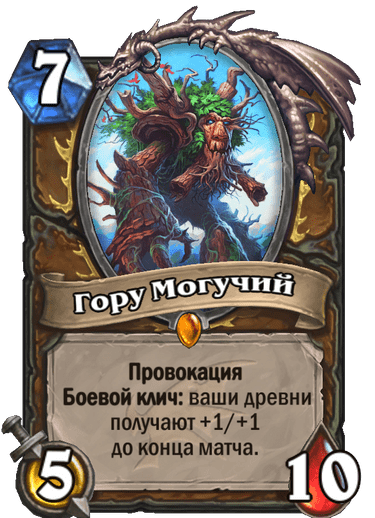 7
Гору Могучий
Провокация
Боевой клич: ваши древни
получают +1/+1
до конца матча.
5
10